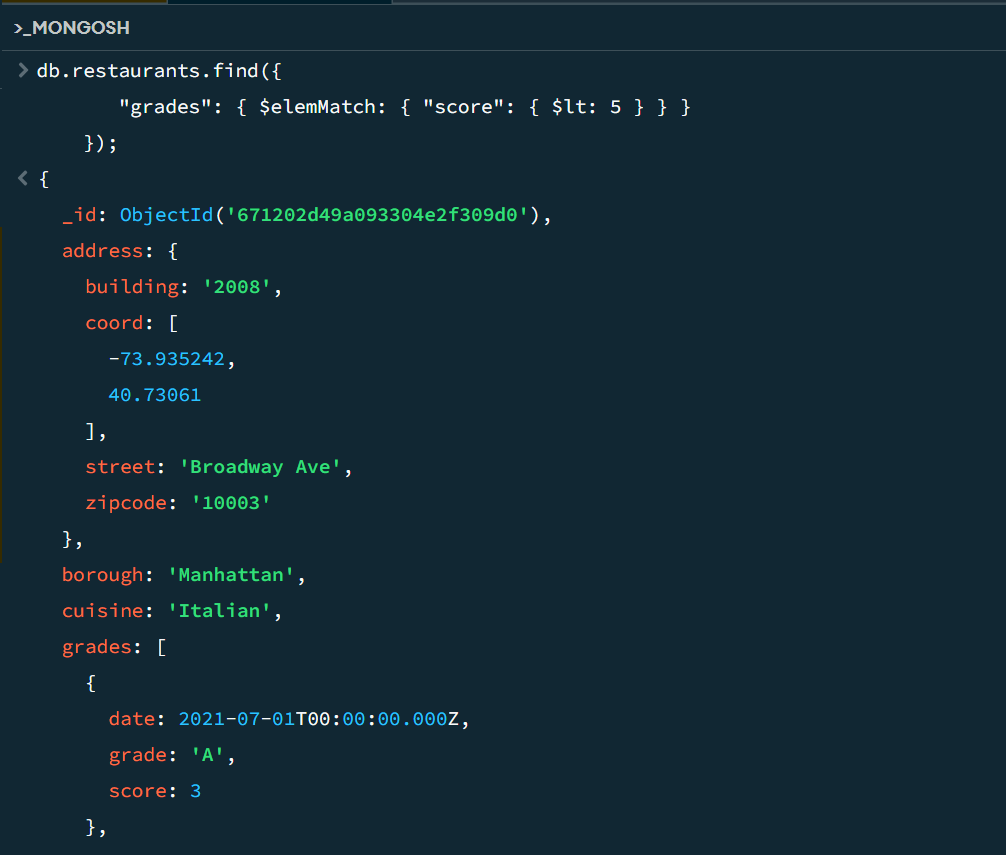 >_MONGOSH
> db.restaurants.find({
"grades": { $elemMatch: { "score": { $lt: 5 } } }
});
< {
_id: ObjectId('671202d49a093304e2f309d0'),
address: {
building: '2008',
coord: [
-73.935242,
40.73061
],
street: 'Broadway Ave',
zipcode: '10003'
},
borough: 'Manhattan',
cuisine: 'Italian',
grades: [
{
date: 2021-07-01T00:00:00.000Z,
grade: 'A',
score: 3
},